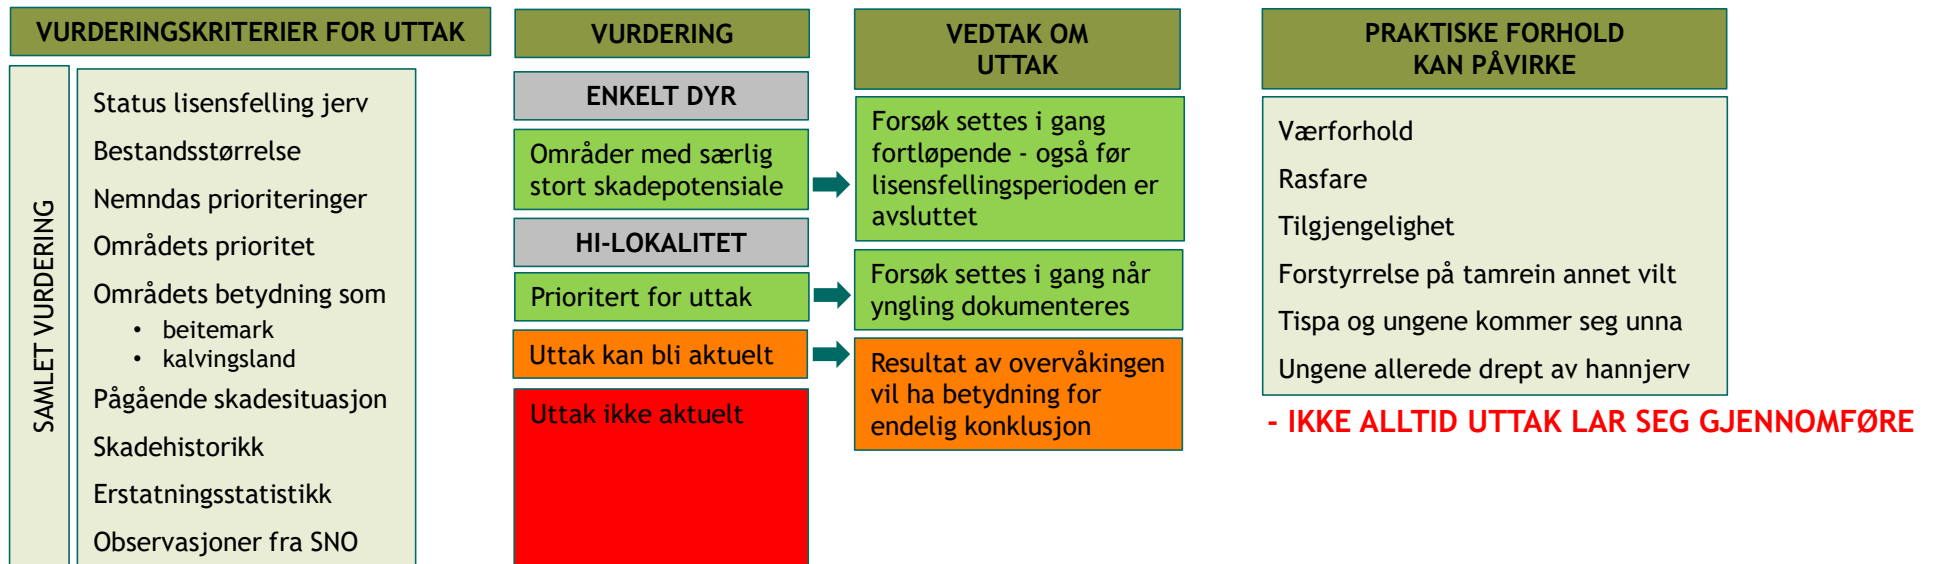 VURDERINGSKRITERIER FOR UTTAK
SAMLET VURDERING
Status lisensfelling jerv
Bestandsstørrelse
Nemndas prioriteringer
Områdets prioritet
Områdets betydning som
• beitemark
• kalvingsland
Pågående skadesituasjon
Skadehistorikk
Erstatningsstatistikk
Observasjoner fra SNO
VURDERING
ENKELT DYR
Områder med særlig
stort skadepotensiale
HI-LOKALITET
Prioritert for uttak
Uttak kan bli aktuelt
Uttak ikke aktuelt
VEDTAK OM
UTTAK
Forsøk settes i gang
fortløpende - også før
lisensfellingsperioden er
avsluttet
Forsøk settes i gang når
yngling dokumenteres
Resultat av overvåkingen
vil ha betydning for
endelig konklusjon
PRAKTISKE FORHOLD
KAN PÅVIRKE
Værforhold
Rasfare
Tilgjengelighet
Forstyrrelse på tamrein annet vilt
Tispa og ungene kommer seg unna
Ungene allerede drept av hannjerv
- IKKE ALLTID UTTAK LAR SEG GJENNOMFØRE